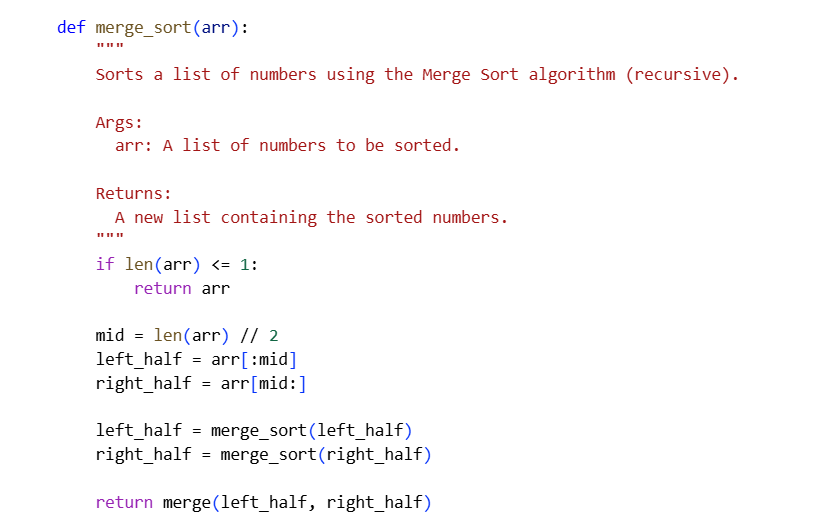 def merge_sort(arr):
    """
    Sorts a list of numbers using the Merge Sort algorithm (recursive).

    Args:
      arr: A list of numbers to be sorted.

    Returns:
      A new list containing the sorted numbers.
    """
    if len(arr) <= 1:
        return arr

    mid = len(arr) // 2
    left_half = arr[:mid]
    right_half = arr[mid:]

    left_half = merge_sort(left_half)
    right_half = merge_sort(right_half)

    return merge(left_half, right_half)